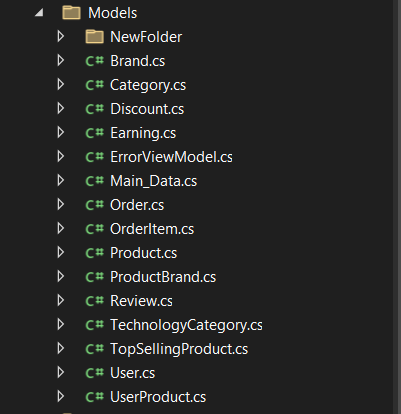 Models
NewFolder
C# Brand.cs
C# Category.cs
C# Discount.cs
C# Earning.cs
C# ErrorViewModel.cs
C# Main_Data.cs
C# Order.cs
C# OrderItem.cs
C# Product.cs
C# ProductBrand.cs
C# Review.cs
C# TechnologyCategory.cs
C# TopSellingProduct.cs
C# User.cs
C# UserProduct.cs